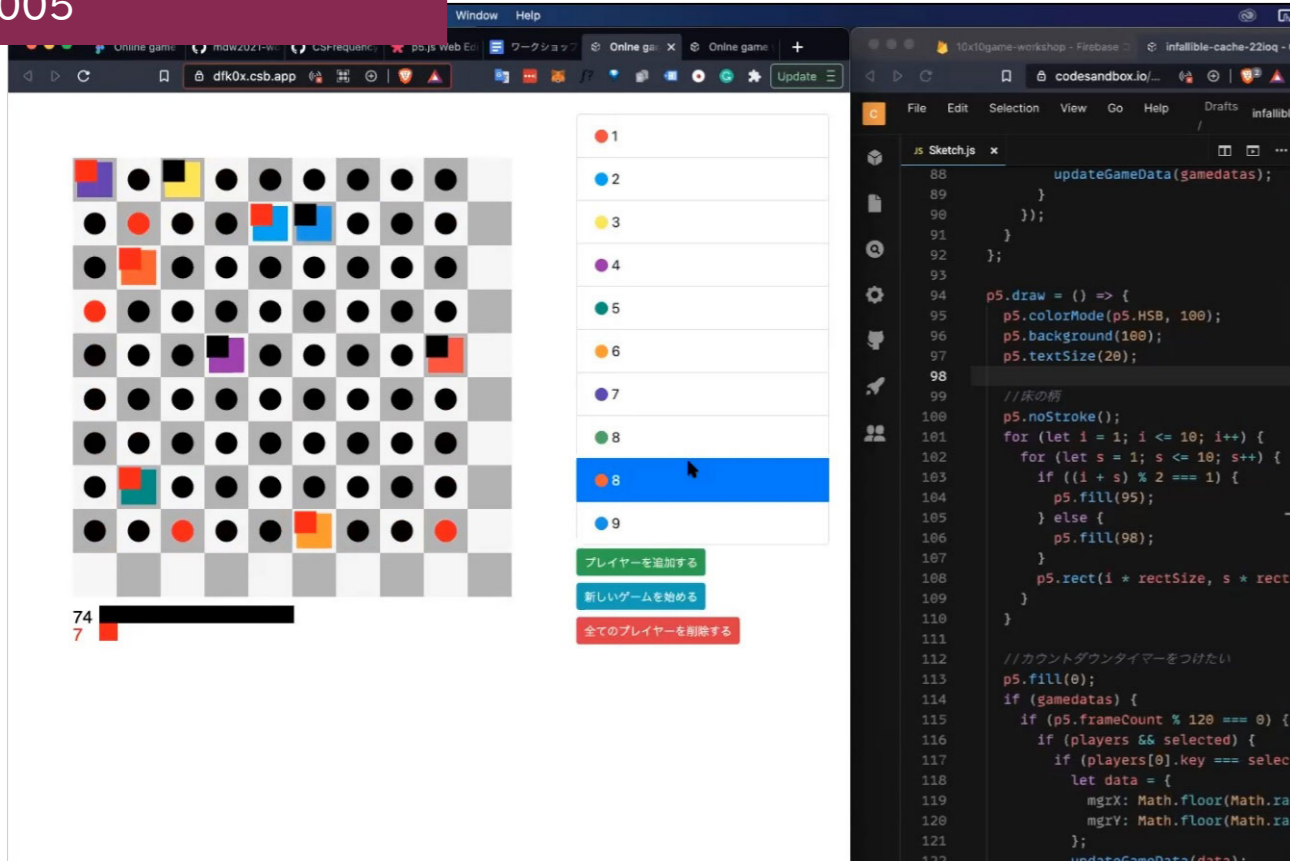 005
Window Help
Online game
mdw2021-w
CSFrequency
p5.js Web Ed
ワークショップ
Online ga
Online game
10x10game-workshop - Firebase
infallible-cache-22ioq -
dfk0x.csb.app
Update
codesandbox.io/...
File Edit Selection View Go Help
Drafts
/
infallibl
JS Sketch.js
1
2
3
4
5
6
7
8
8
9
プレイヤーを追加する
新しいゲームを始める
全てのプレイヤーを削除する
74
7
88 updateGameData(gamedatas);
89 }
90 });
91 }
92 };
93
94 p5.draw = () => {
95 p5.colorMode(p5.HSB, 100);
96 p5.background(100);
97 p5.textSize(20);
98
99 //床の柄
100 p5.noStroke();
101 for (let i = 1; i <= 10; i++) {
102 for (let s = 1; s <= 10; s++) {
103 if ((i + s) % 2 === 1) {
104 p5.fill(95);
105 } else {
106 p5.fill(98);
107 }
108 p5.rect(i * rectSize, s * rect
109 }
110 }
111
112 //カウントダウンタイマーをつけたい
113 p5.fill(0);
114 if (gamedatas) {
115 if (p5.frameCount % 120 === 0) {
116 if (players && selected) {
117 if (players[0].key === selec
118 let data = {
119 mgrX: Math.floor(Math.ra
120 mgrY: Math.floor(Math.ra
121 };
122 updateGameData(data);